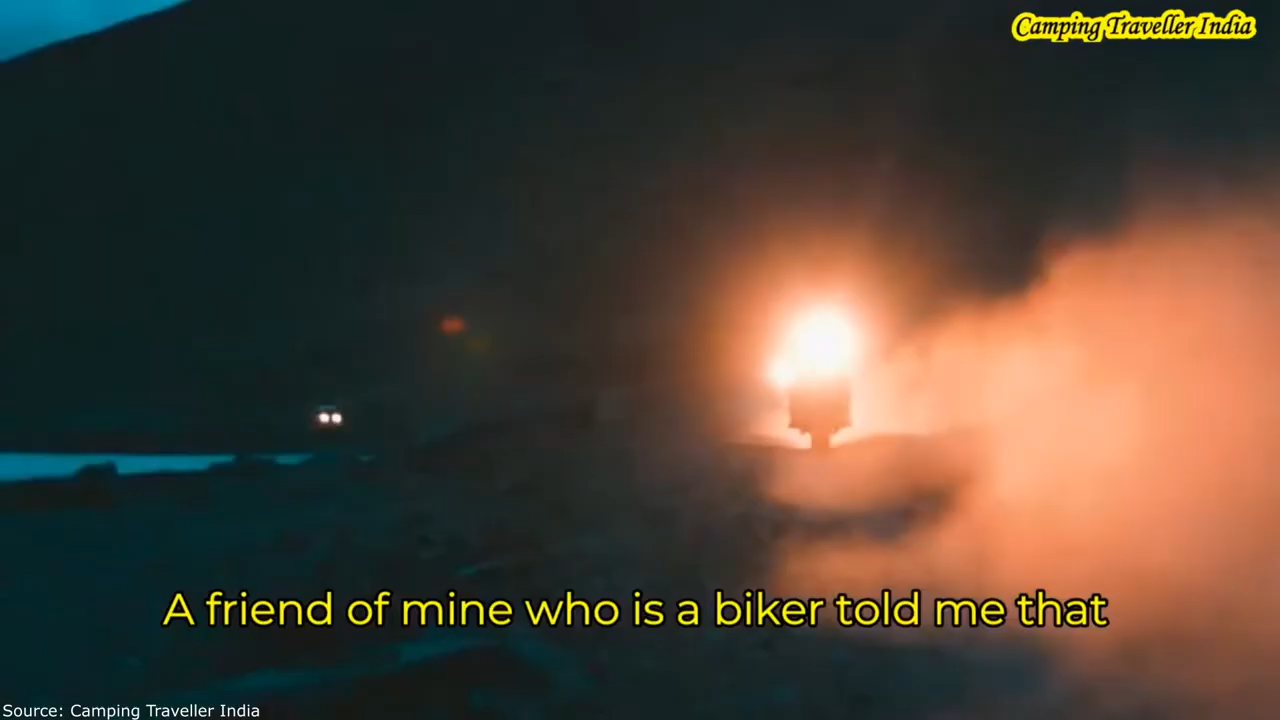 Camping Traveller India
A friend of mine who is a biker told me that
Source: Camping Traveller India